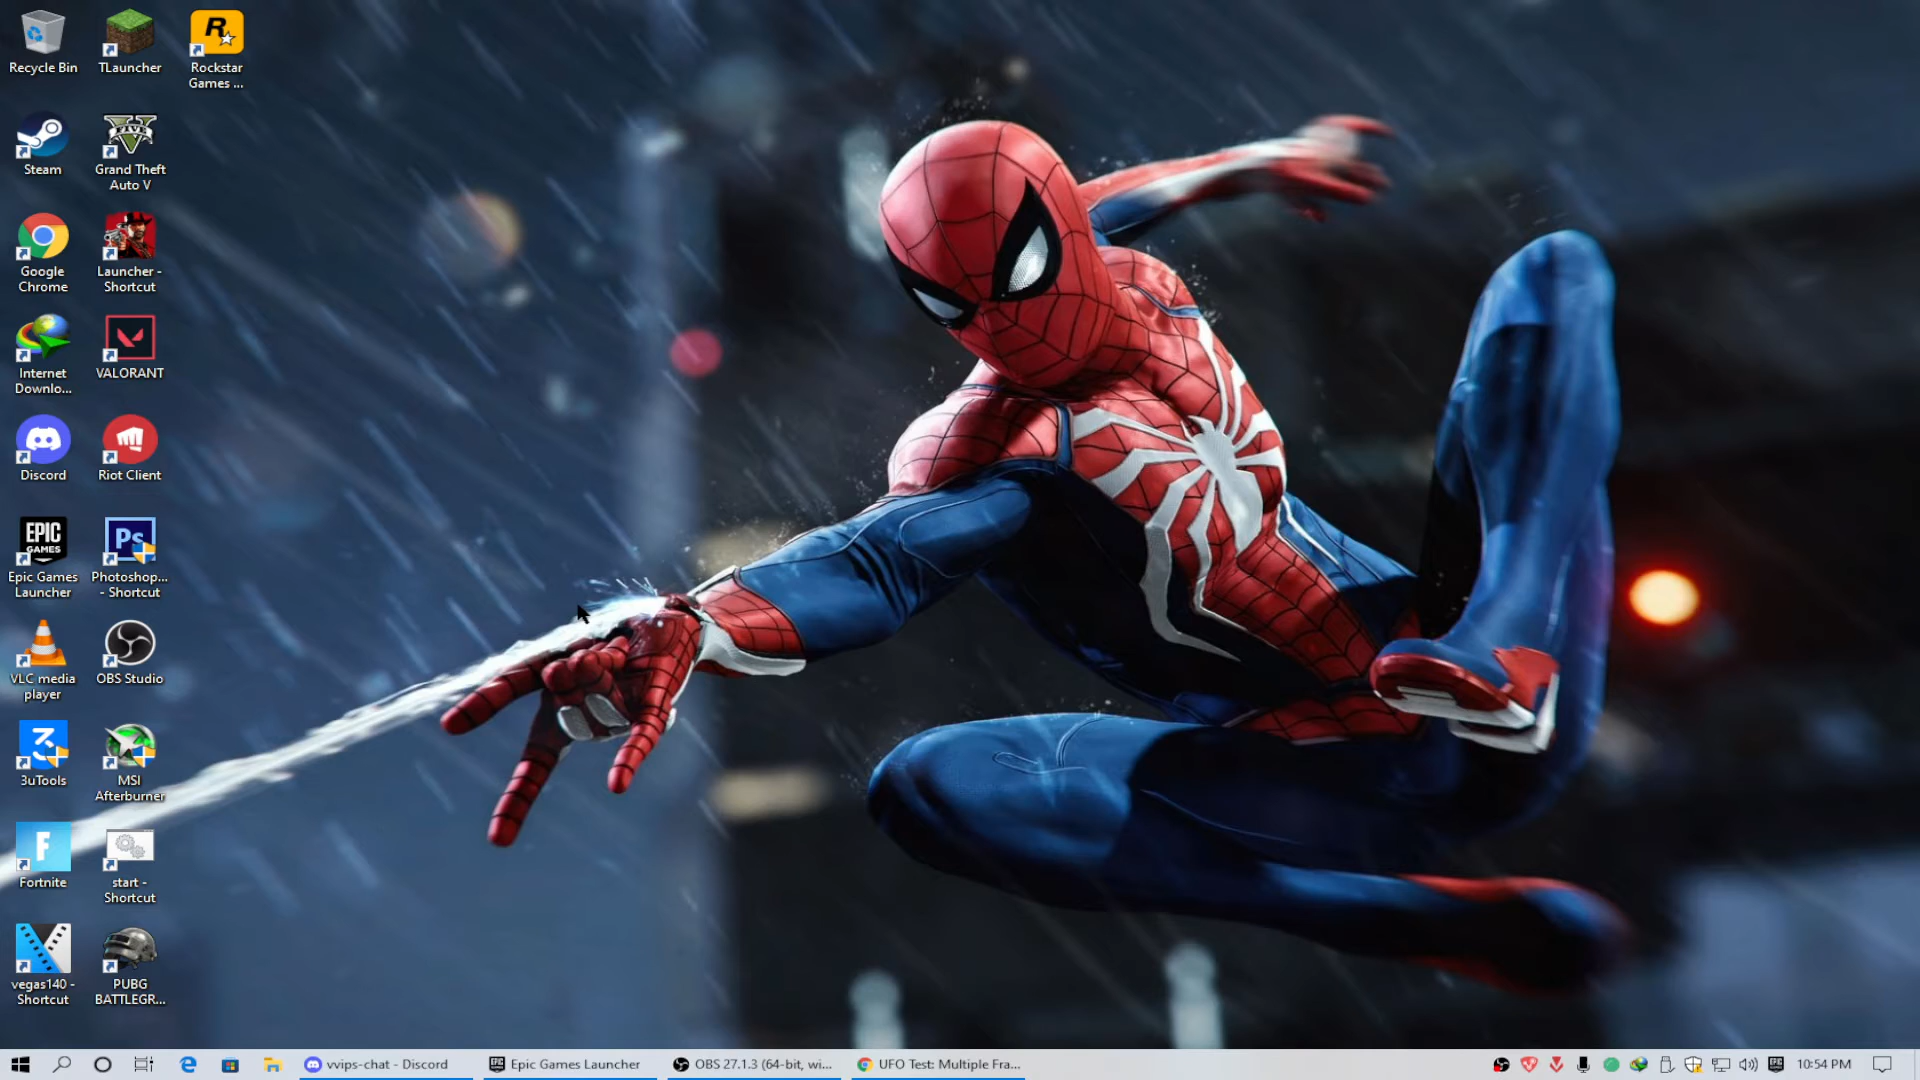 Recycle Bin
TLauncher
Rockstar
Games ...
Steam
FIVE
Grand Theft
Auto V
Google
Chrome
Launcher -
Shortcut
Internet
Downlo...
VALORANT
Discord
Riot Client
EPIC
GAMES
Epic Games
Launcher
Ps
Photoshop...
- Shortcut
VLC media
player
OBS Studio
3uTools
MSI
Afterburner
F
Fortnite
start -
Shortcut
vegas140 -
Shortcut
PUBG
BATTLEGR...
vvips-chat - Discord
Epic Games Launcher
OBS 27.1.3 (64-bit, wi...
UFO Test: Multiple Fra...
10:54 PM